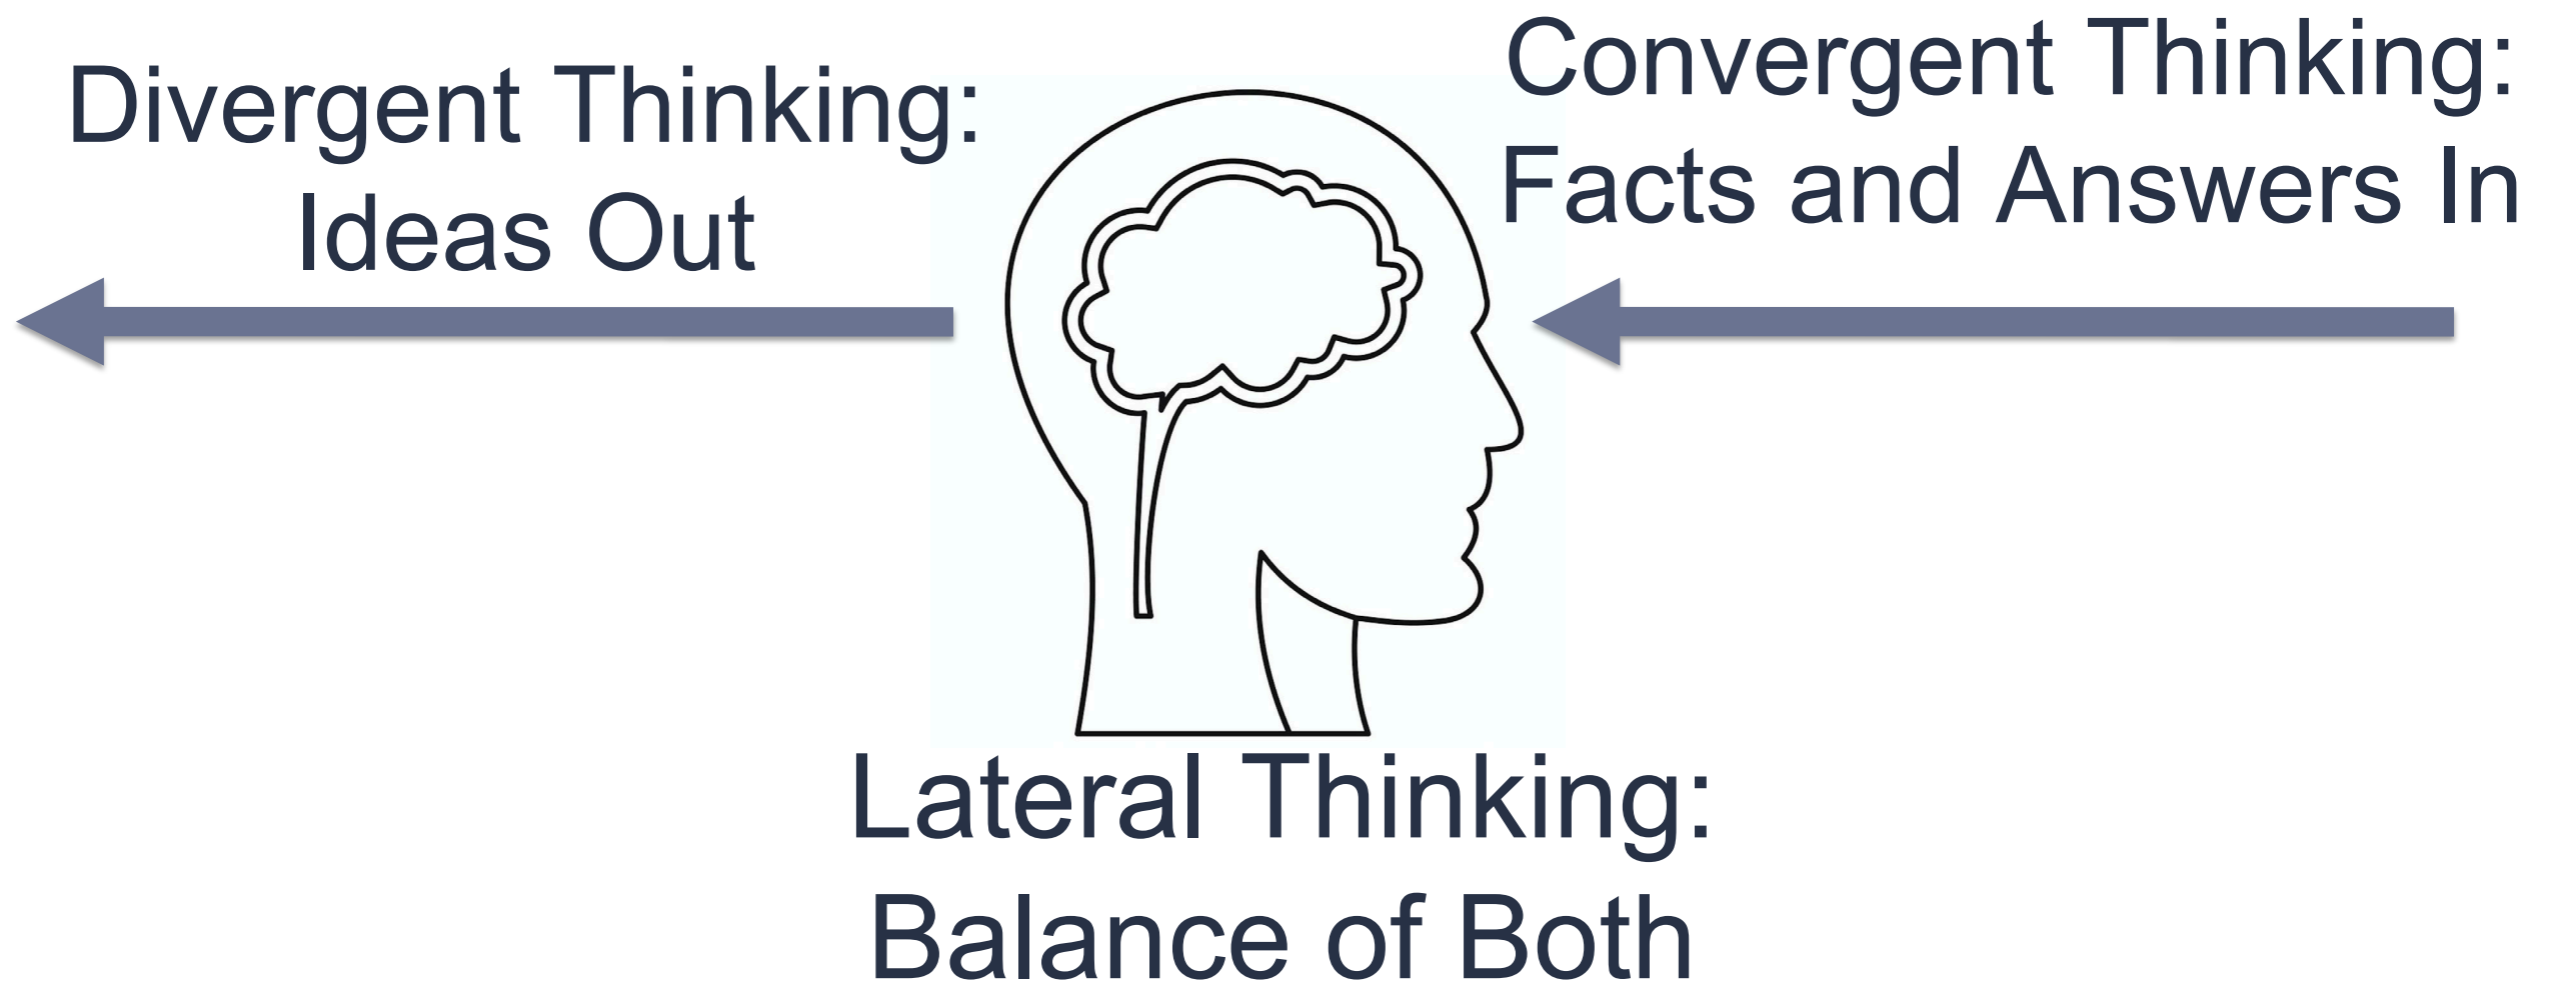 Divergent Thinking:
Ideas Out
Convergent Thinking:
Facts and Answers In
Lateral Thinking:
Balance of Both